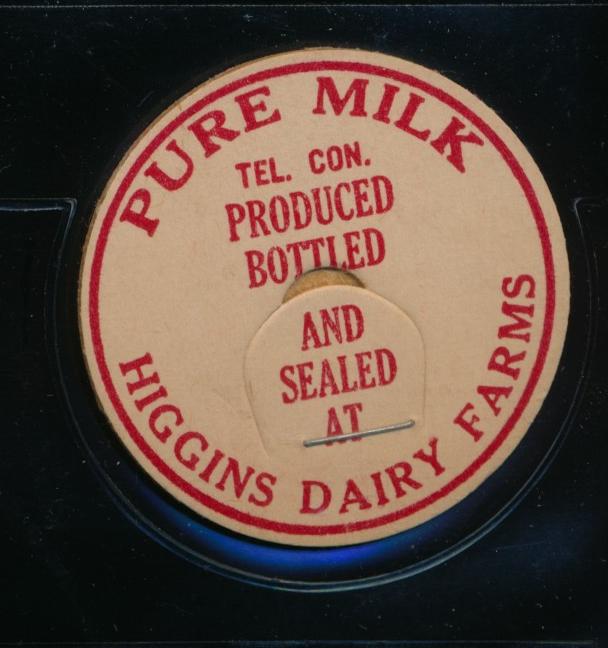 PURE MILK
TEL. CON.
PRODUCED
BOTTLED
AND
SEALED
AT
HIGGINS DAIRY FARMS